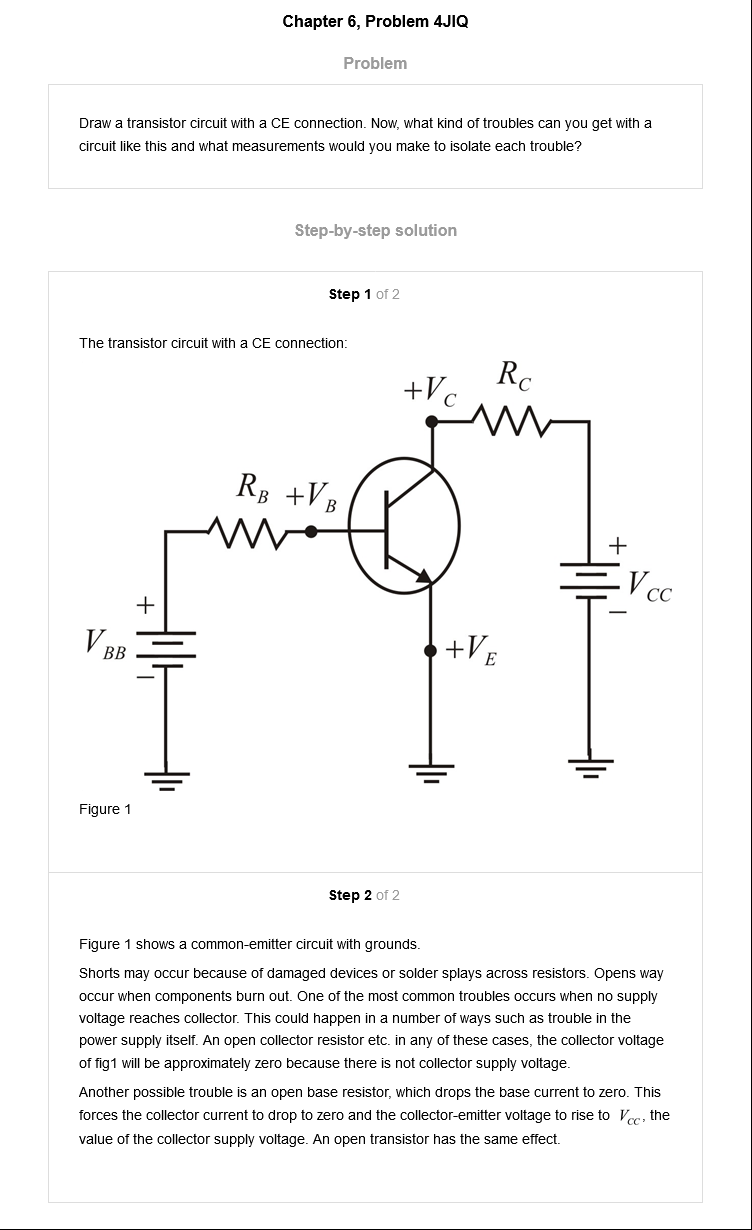 Chapter 6, Problem 4JIQ
Problem
Draw a transistor circuit with a CE connection. Now, what kind of troubles can you get with a
circuit like this and what measurements would you make to isolate each trouble?
Step-by-step solution
Step 1 of 2
The transistor circuit with a CE connection:
+V_C R_C
R_B +V_B
+
V_CC
−
+
V_BB
−
+V_E
Figure 1
Step 2 of 2
Figure 1 shows a common-emitter circuit with grounds.
Shorts may occur because of damaged devices or solder splays across resistors. Opens way
occur when components burn out. One of the most common troubles occurs when no supply
voltage reaches collector. This could happen in a number of ways such as trouble in the
power supply itself. An open collector resistor etc. in any of these cases, the collector voltage
of fig1 will be approximately zero because there is not collector supply voltage.
Another possible trouble is an open base resistor, which drops the base current to zero. This
forces the collector current to drop to zero and the collector-emitter voltage to rise to V_cc, the
value of the collector supply voltage. An open transistor has the same effect.